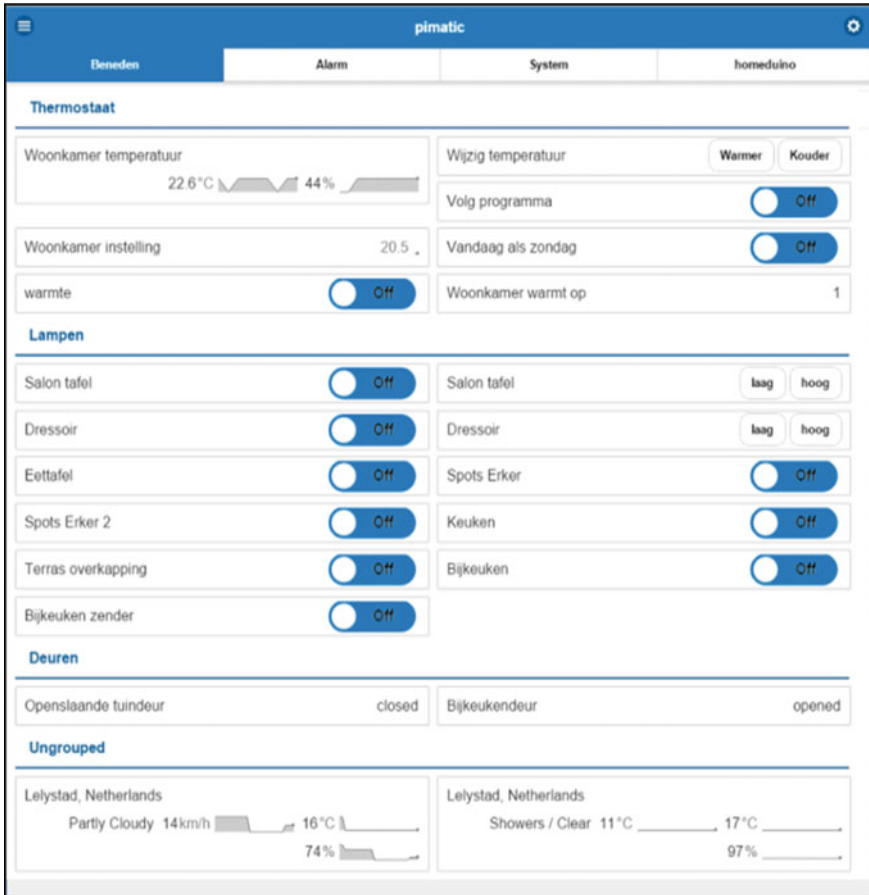 pimatic
Beneden Alarm System homeduino
Thermostaat
Woonkamer temperatuur
22.6°C 44%
Wijzig temperatuur Warmer Kouder
Volg programma Off
Woonkamer instelling 20.5
Vandaag als zondag Off
warmte Off
Woonkamer warmt op 1
Lampen
Salon tafel Off
Salon tafel laag hoog
Dressoir Off
Dressoir laag hoog
Eettafel Off
Spots Erker Off
Spots Erker 2 Off
Keuken Off
Terras overkapping Off
Bijkeuken Off
Bijkeuken zender Off
Deuren
Openslaande tuindeur closed
Bijkeukendeur opened
Ungrouped
Lelystad, Netherlands
Partly Cloudy 14km/h 16°C
74%
Lelystad, Netherlands
Showers / Clear 11°C 17°C
97%